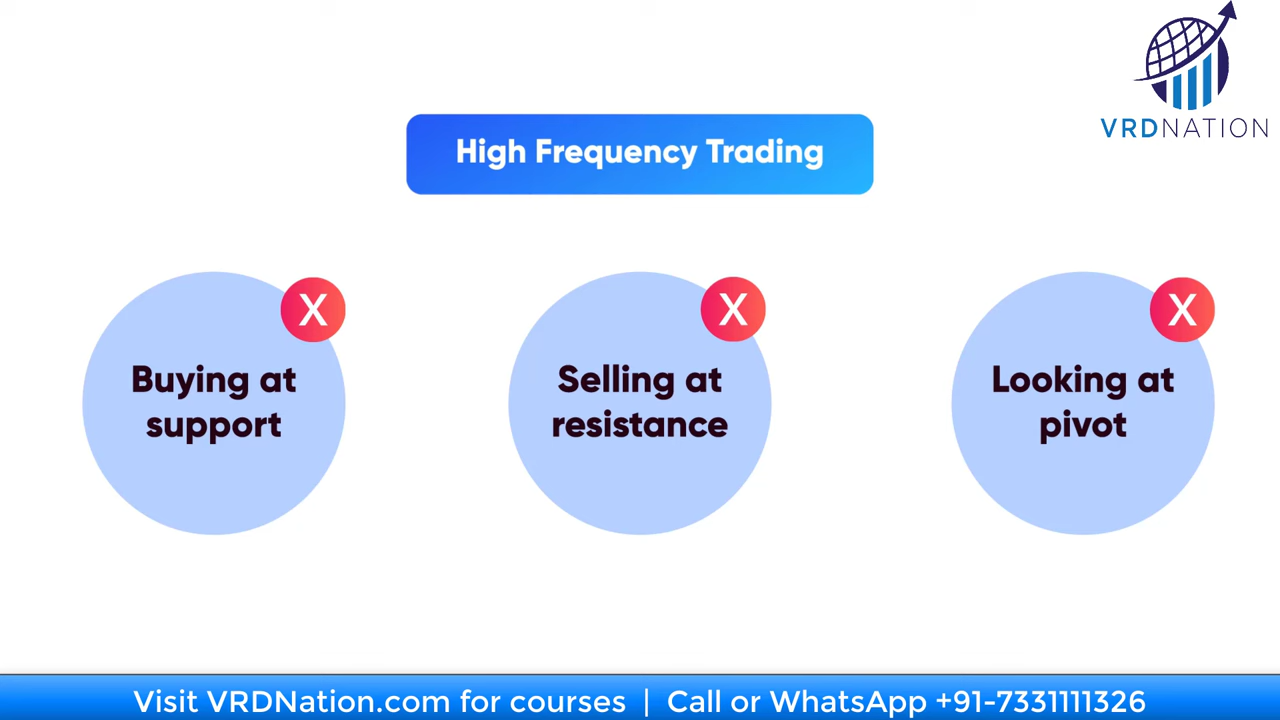 VRDNATION
High Frequency Trading
X
X
X
Buying at
support
Selling at
resistance
Looking at
pivot
Visit VRDNation.com for courses | Call or WhatsApp +91-7331111326